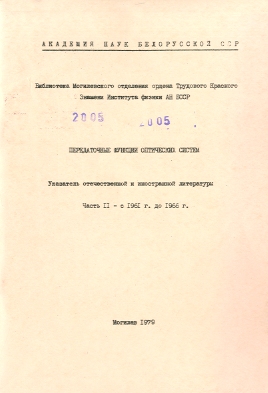 АКАДЕМИЯ НАУК БЕЛОРУССКОЙ ССР
Библиотека Могилевского отделения ордена Трудового Красного
Знамени Института физики АН БССР
2005
2005
ПЕРЕДАТОЧНЫЕ ФУНКЦИИ ОПТИЧЕСКИХ СИСТЕМ
Указатель отечественной и иностранной литературы
Часть II - с 1961 г. до 1966 г.
Могилев 1979